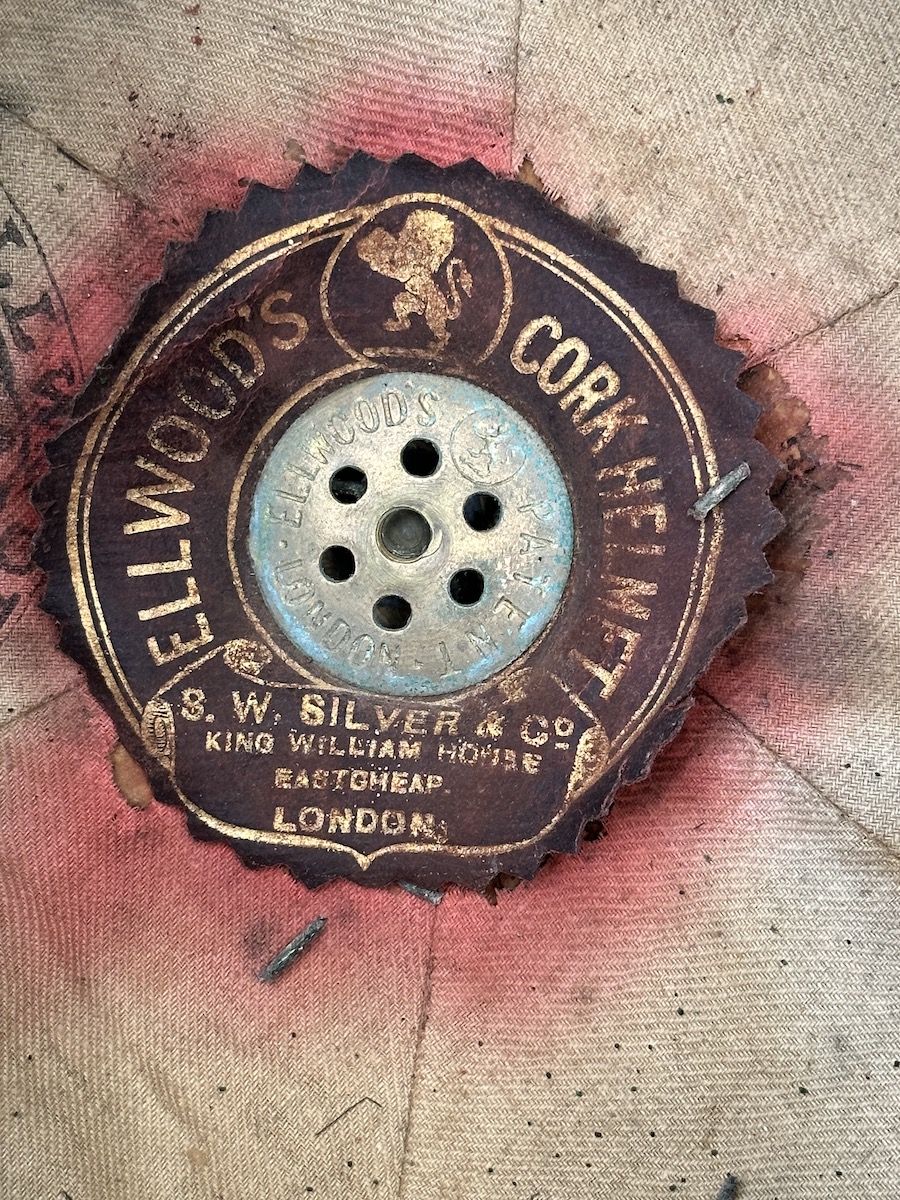 ELLWOOD'S CORK HELMET
ELLWOOD'S PATENT · LONDON ·
S. W. SILVER & Co.
KING WILLIAM HOUSE
EASTCHEAP.
LONDON.